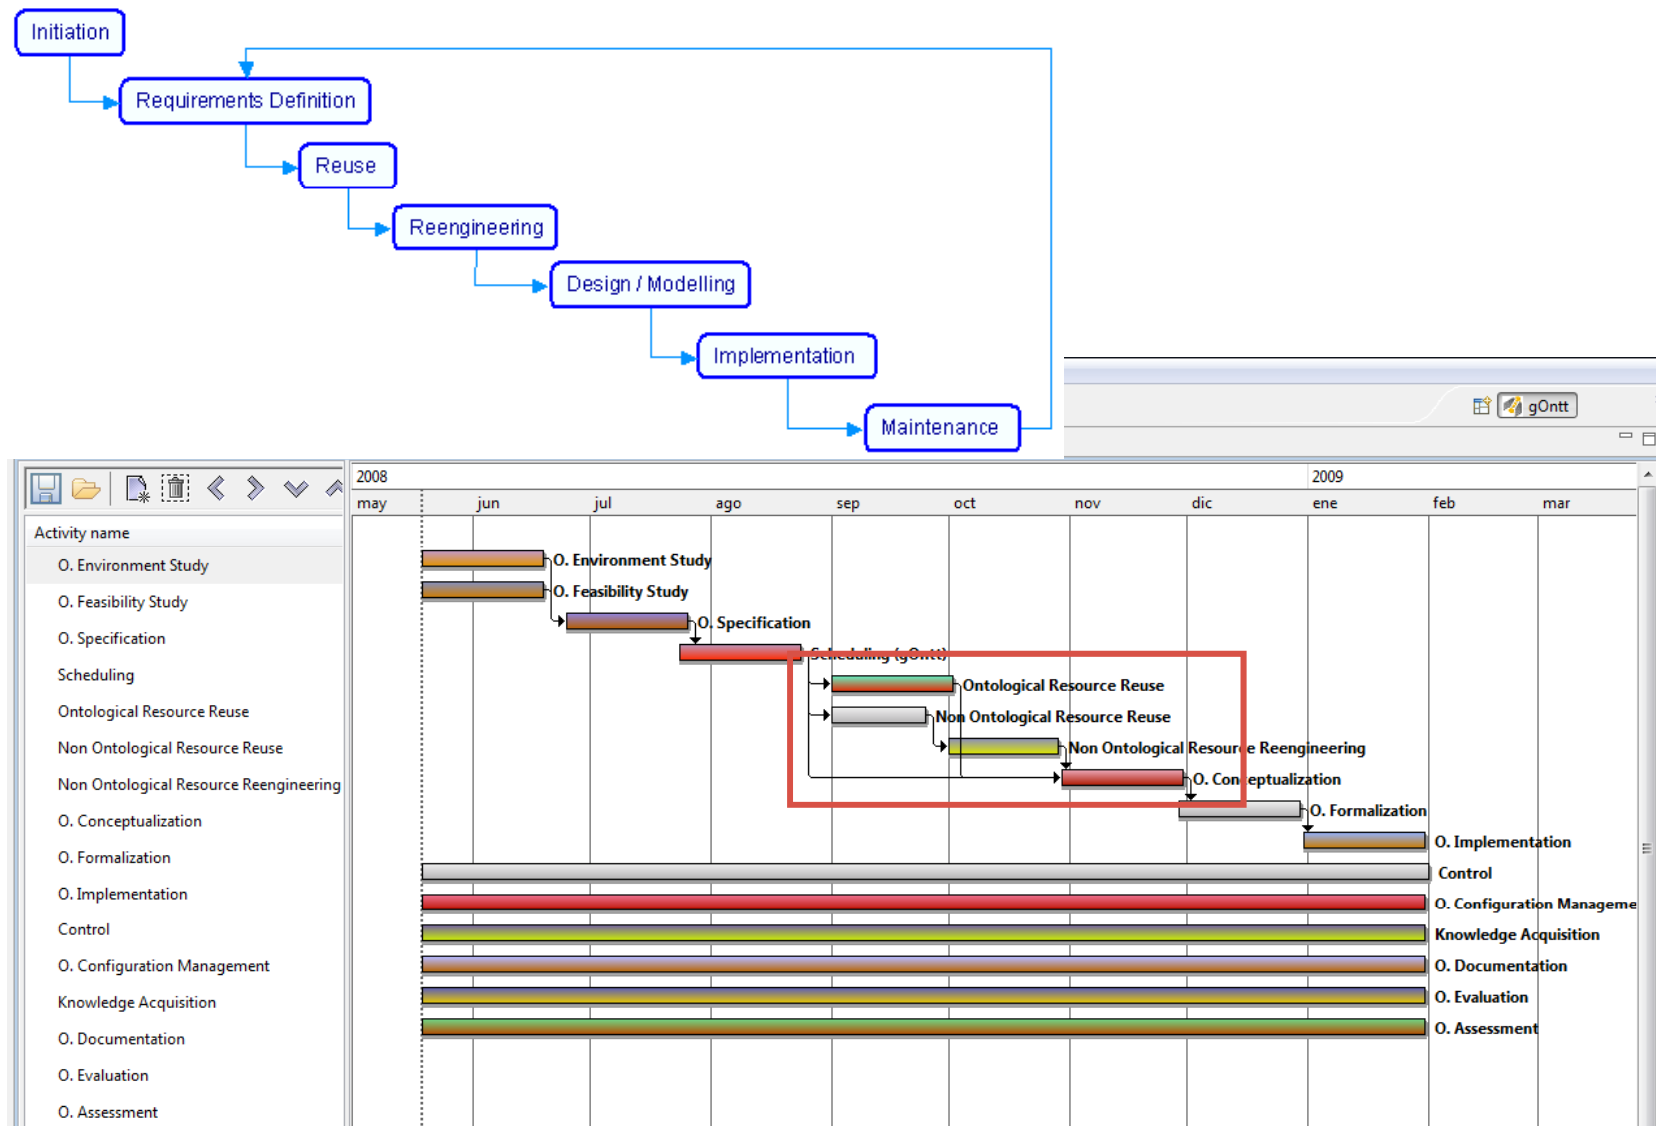 Initiation
Requirements Definition
Reuse
Reengineering
Design / Modelling
Implementation
Maintenance
gOntt
2008
2009
may jun jul ago sep oct nov dic ene feb mar
Activity name
O. Environment Study
O. Feasibility Study
O. Specification
Scheduling
Ontological Resource Reuse
Non Ontological Resource Reuse
Non Ontological Resource Reengineering
O. Conceptualization
O. Formalization
O. Implementation
Control
O. Configuration Management
Knowledge Acquisition
O. Documentation
O. Evaluation
O. Assessment
O. Environment Study
O. Feasibility Study
O. Specification
Scheduling (gOntt)
Ontological Resource Reuse
Non Ontological Resource Reuse
Non Ontological Resource Reengineering
O. Conceptualization
O. Formalization
O. Implementation
Control
O. Configuration Manageme
Knowledge Acquisition
O. Documentation
O. Evaluation
O. Assessment